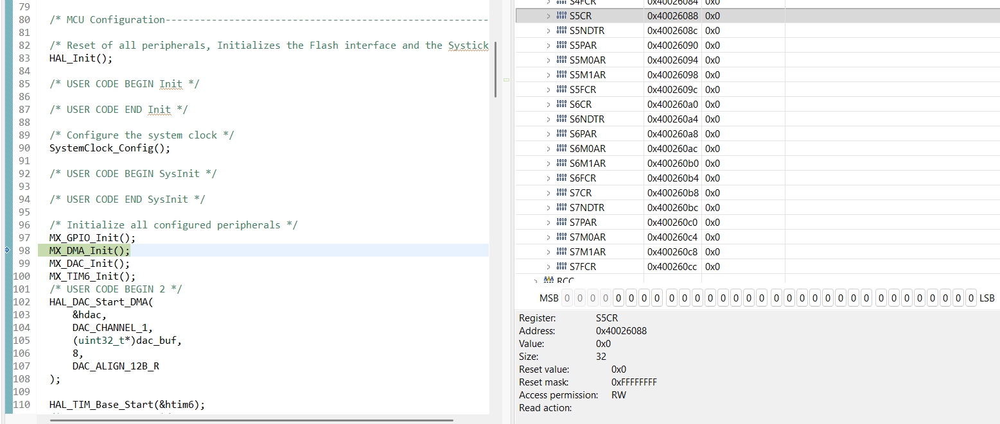 79
80 /* MCU Configuration--------------------------------------------------------
81
82 /* Reset of all peripherals, Initializes the Flash interface and the Systick
83 HAL_Init();
84
85 /* USER CODE BEGIN Init */
86
87 /* USER CODE END Init */
88
89 /* Configure the system clock */
90 SystemClock_Config();
91
92 /* USER CODE BEGIN SysInit */
93
94 /* USER CODE END SysInit */
95
96 /* Initialize all configured peripherals */
97 MX_GPIO_Init();
98 MX_DMA_Init();
99 MX_DAC_Init();
100 MX_TIM6_Init();
101 /* USER CODE BEGIN 2 */
102 HAL_DAC_Start_DMA(
103 &hdac,
104 DAC_CHANNEL_1,
105 (uint32_t*)dac_buf,
106 8,
107 DAC_ALIGN_12B_R
108 );
109
110 HAL_TIM_Base_Start(&htim6);
S4FCR 0x40026084 0x0
S5CR 0x40026088 0x0
S5NDTR 0x4002608c 0x0
S5PAR 0x40026090 0x0
S5M0AR 0x40026094 0x0
S5M1AR 0x40026098 0x0
S5FCR 0x4002609c 0x0
S6CR 0x400260a0 0x0
S6NDTR 0x400260a4 0x0
S6PAR 0x400260a8 0x0
S6M0AR 0x400260ac 0x0
S6M1AR 0x400260b0 0x0
S6FCR 0x400260b4 0x0
S7CR 0x400260b8 0x0
S7NDTR 0x400260bc 0x0
S7PAR 0x400260c0 0x0
S7M0AR 0x400260c4 0x0
S7M1AR 0x400260c8 0x0
S7FCR 0x400260cc 0x0
RCC
MSB 0 0 0 0 0 0 0 0 0 0 0 0 0 0 0 0 0 0 0 0 0 0 0 0 0 0 0 0 0 0 0 0 LSB
Register: S5CR
Address: 0x40026088
Value: 0x0
Size: 32
Reset value: 0x0
Reset mask: 0xFFFFFFFF
Access permission: RW
Read action: